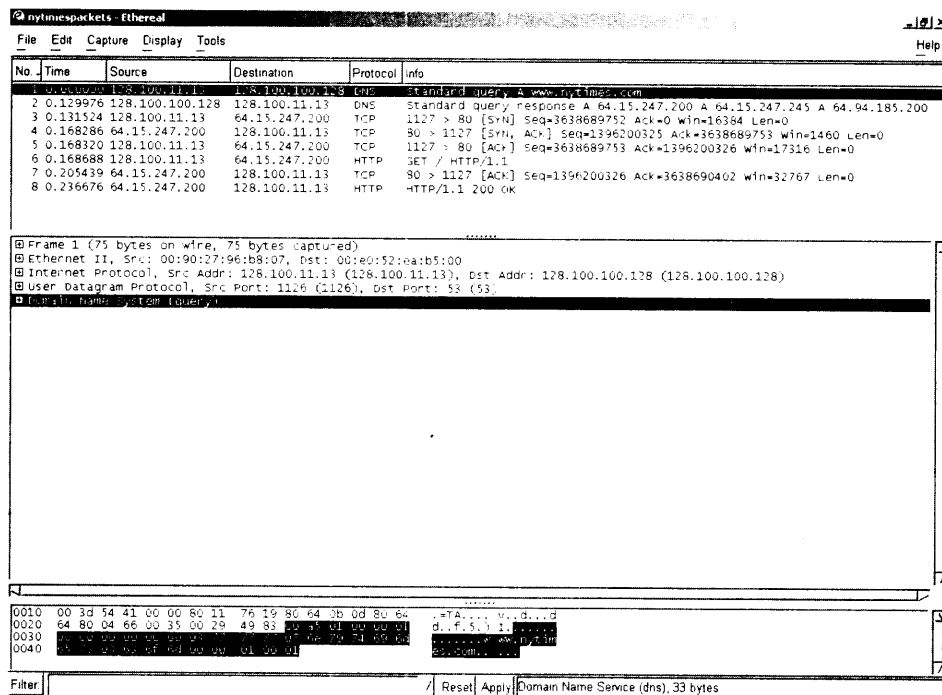 nytimespackets - Ethereal
File Edit Capture Display Tools Help
No. Time Source Destination Protocol Info
1 0.000000 128.100.11.13 128.100.100.128 DNS Standard query A www.nytimes.com
2 0.129976 128.100.100.128 128.100.11.13 DNS Standard query response A 64.15.247.200 A 64.15.247.245 A 64.94.185.200
3 0.131524 128.100.11.13 64.15.247.200 TCP 1127 > 80 [SYN] Seq=3638689752 Ack=0 Win=16384 Len=0
4 0.168286 64.15.247.200 128.100.11.13 TCP 80 > 1127 [SYN, ACK] Seq=1396200325 Ack=3638689753 Win=1460 Len=0
5 0.168320 128.100.11.13 64.15.247.200 TCP 1127 > 80 [ACK] Seq=3638689753 Ack=1396200326 Win=17316 Len=0
6 0.168688 128.100.11.13 64.15.247.200 HTTP GET / HTTP/1.1
7 0.205439 64.15.247.200 128.100.11.13 TCP 80 > 1127 [ACK] Seq=1396200326 Ack=3638690402 Win=32767 Len=0
8 0.236676 64.15.247.200 128.100.11.13 HTTP HTTP/1.1 200 OK
Frame 1 (75 bytes on wire, 75 bytes captured)
Ethernet II, Src: 00:90:27:96:b8:07, Dst: 00:e0:52:ea:b5:00
Internet Protocol, Src Addr: 128.100.11.13 (128.100.11.13), Dst Addr: 128.100.100.128 (128.100.100.128)
User Datagram Protocol, Src Port: 1126 (1126), Dst Port: 53 (53)
Domain Name System (query)
0010 00 3d 54 41 00 00 80 11 76 19 80 64 0b 0d 80 64 .=TA.... v..d...d
0020 64 80 04 66 00 35 00 29 49 83 00 a5 01 00 00 01 d..f.5.) I.......
0030
0040
Filter: / Reset Apply Domain Name Service (dns), 33 bytes